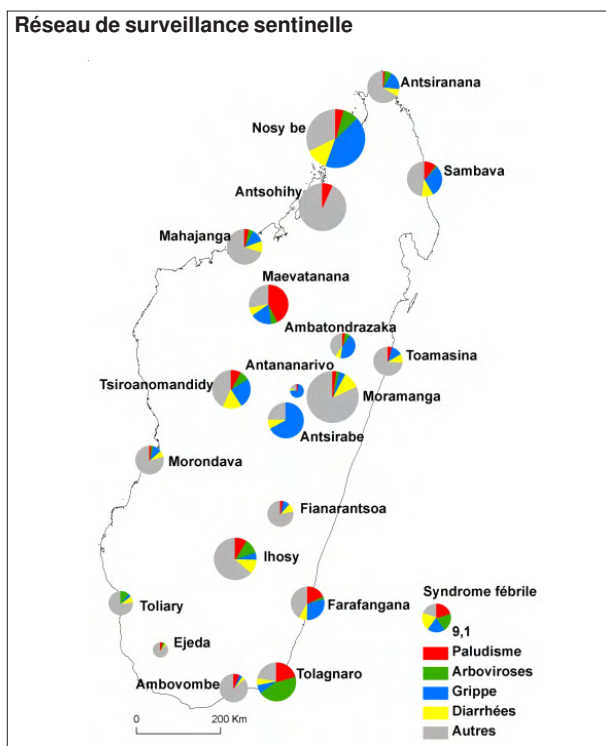 Réseau de surveillance sentinelle
Antsiranana
Nosy be
Sambava
Antsohihy
Mahajanga
Maevatanana
Ambatondrazaka
Antananarivo
Toamasina
Tsiroanomandidy
Moramanga
Antsirabe
Morondava
Fianarantsoa
Ihosy
Syndrome fébrile
9,1
Toliary
Farafangana
Paludisme
Ejeda
Arboviroses
Tolagnaro
Grippe
Ambovombe
Diarrhées
Autres
0 200 Km